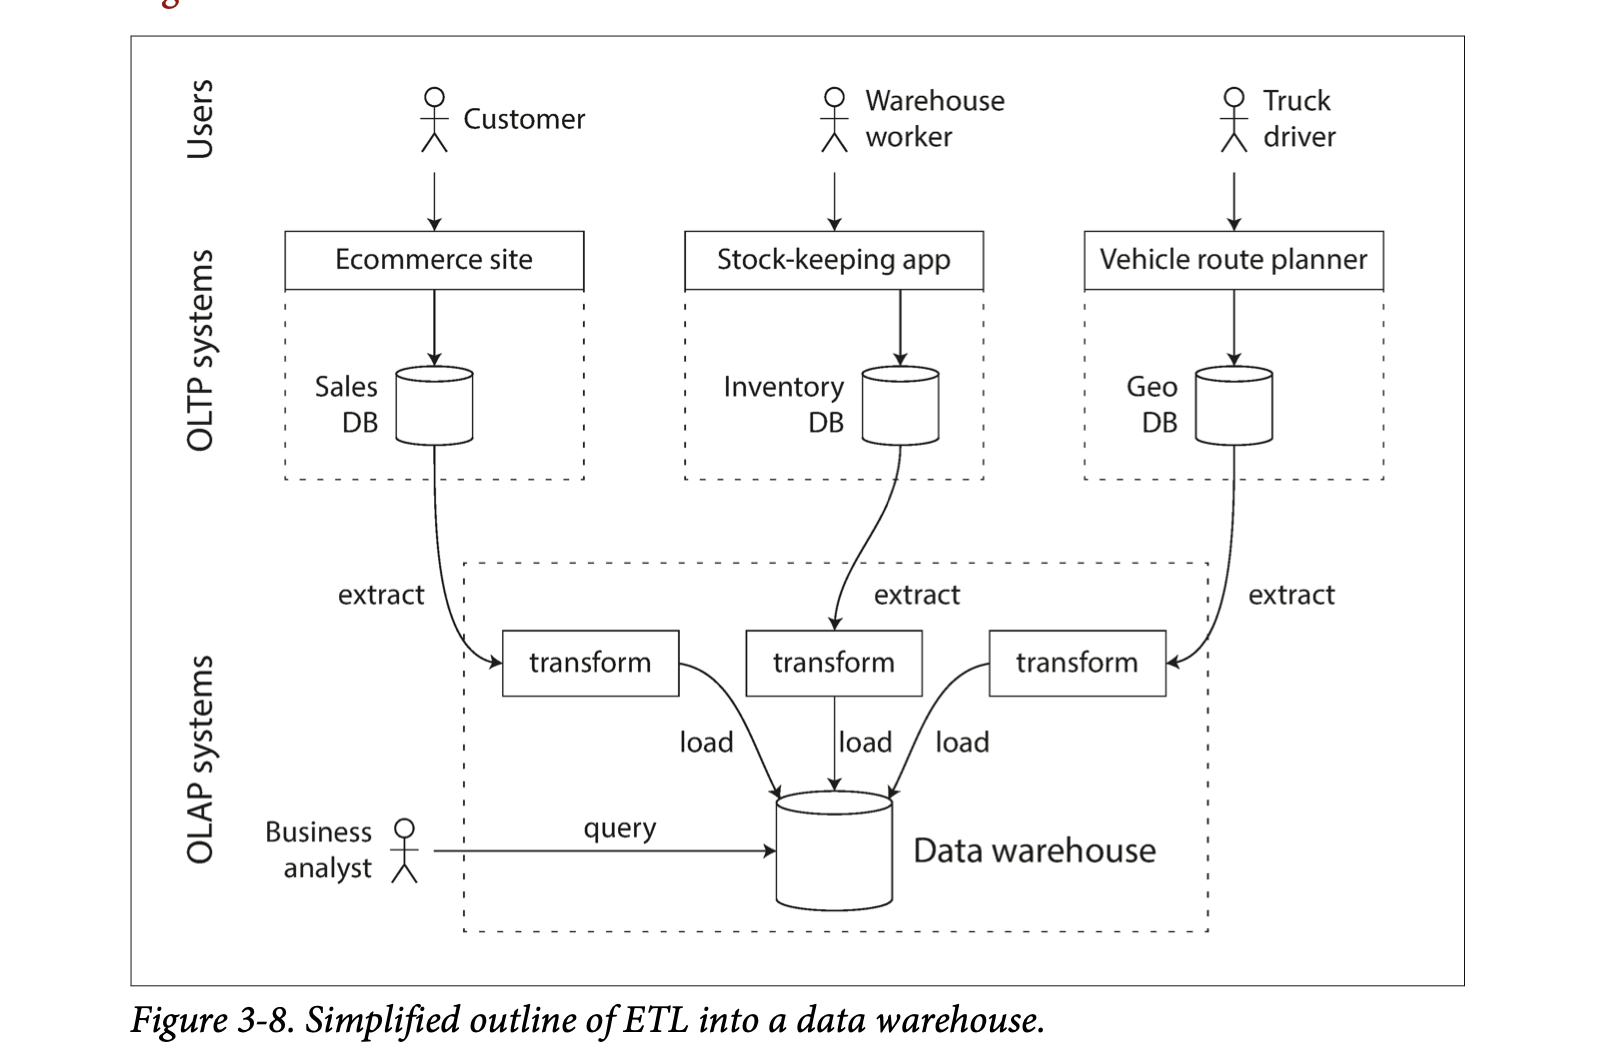 Users
Customer
Warehouse
worker
Truck
driver
OLTP systems
Ecommerce site
Stock-keeping app
Vehicle route planner
Sales
DB
Inventory
DB
Geo
DB
OLAP systems
extract
extract
extract
transform
transform
transform
load
load
load
Business
analyst
query
Data warehouse
Figure 3-8. Simplified outline of ETL into a data warehouse.